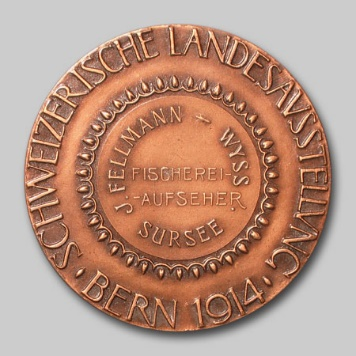 SCHWEIZERISCHE LANDESAUSSTELLUNG
· BERN 1914 ·
J. FELLMANN - WYSS
FISCHEREI-
-AUFSEHER.
SURSEE